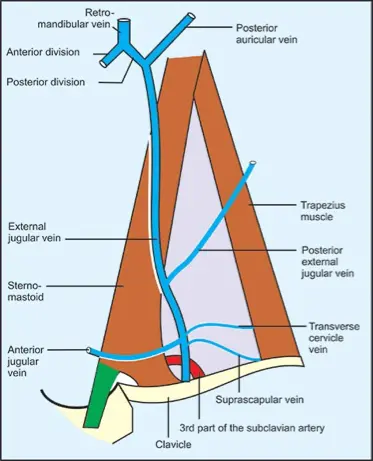 Retro-
mandibular vein
Posterior
auricular vein
Anterior division
Posterior division
Trapezius
muscle
External
jugular vein
Posterior
external
jugular vein
Sterno-
mastoid
Transverse
cervicle
vein
Anterior
jugular
vein
Suprascapular vein
3rd part of the subclavian artery
Clavicle